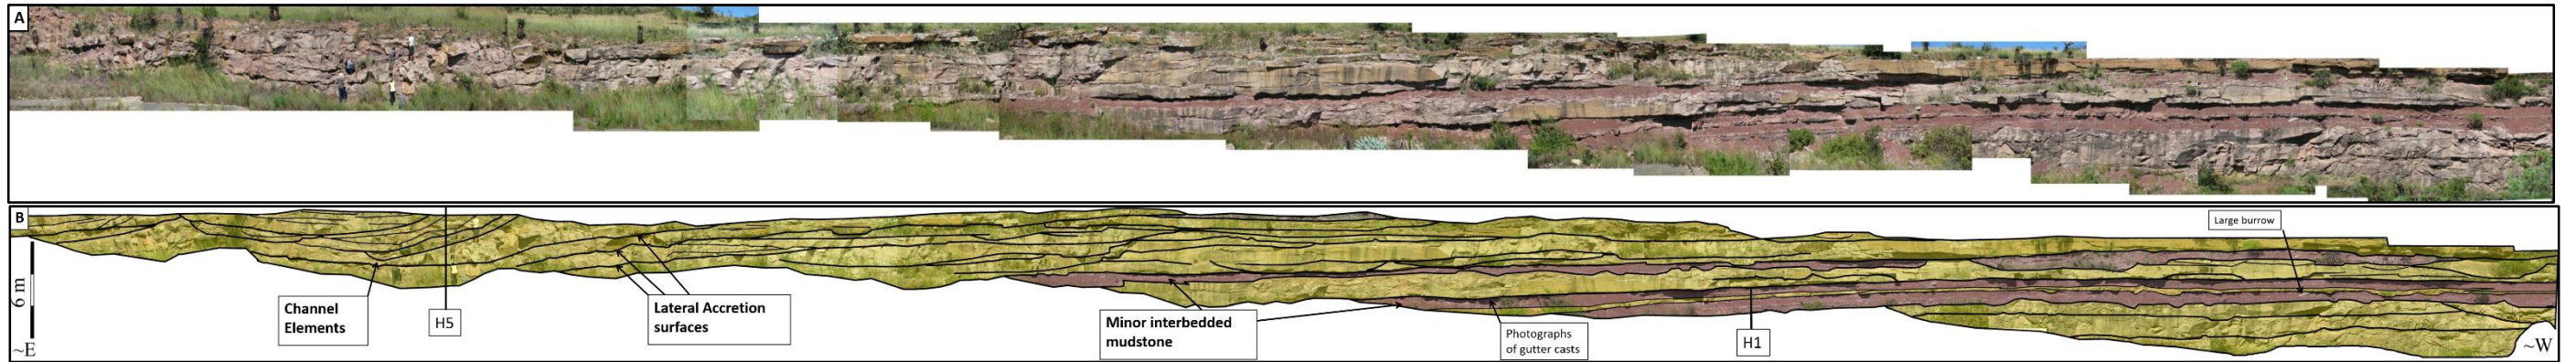 A
B
Large burrow
6 m
Channel
Elements
H5
Lateral Accretion
surfaces
Minor interbedded
mudstone
Photographs
of gutter casts
H1
~E
~W